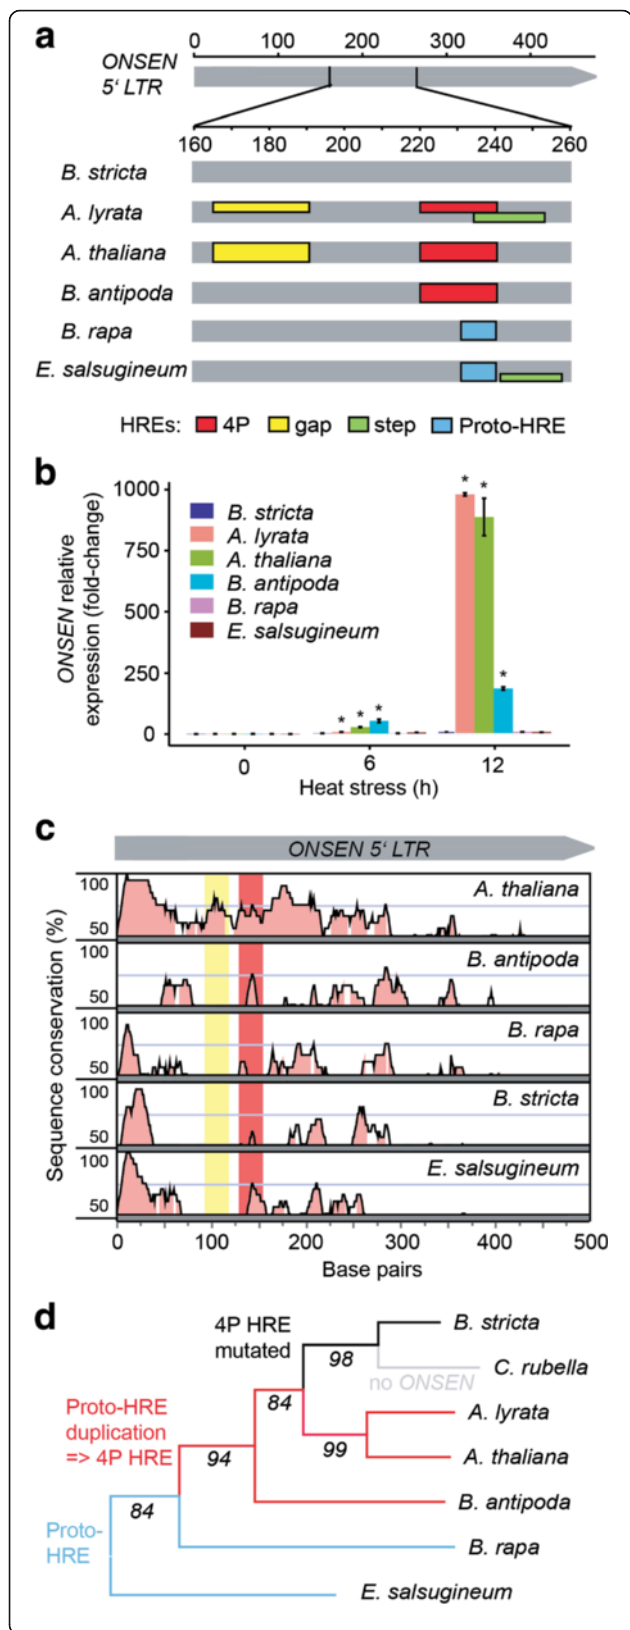 a
0 100 200 300 400
ONSEN
5' LTR
160 180 200 220 240 260
B. stricta
A. lyrata
A. thaliana
B. antipoda
B. rapa
E. salsugineum
HREs: 4P gap step Proto-HRE
b
ONSEN relative
expression (fold-change)
1000
750
500
250
0
B. stricta
A. lyrata
A. thaliana
B. antipoda
B. rapa
E. salsugineum
* * * * * *
0 6 12
Heat stress (h)
c
ONSEN 5' LTR
Sequence conservation (%)
100
50
A. thaliana
100
50
B. antipoda
100
50
B. rapa
100
50
B. stricta
100
50
E. salsugineum
0 100 200 300 400 500
Base pairs
d
4P HRE
mutated
B. stricta
98
C. rubella
no ONSEN
Proto-HRE
duplication
=> 4P HRE
84
A. lyrata
99
A. thaliana
94
B. antipoda
84
Proto-
HRE
B. rapa
E. salsugineum